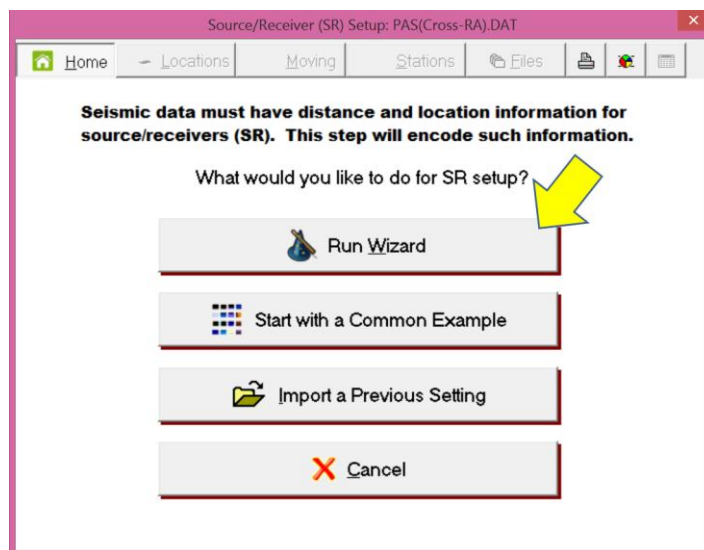 Source/Receiver (SR) Setup: PAS(Cross-RA).DAT
Home
Locations
Moving
Stations
Files
Seismic data must have distance and location information for
source/receivers (SR). This step will encode such information.
What would you like to do for SR setup?
Run Wizard
Start with a Common Example
Import a Previous Setting
Cancel